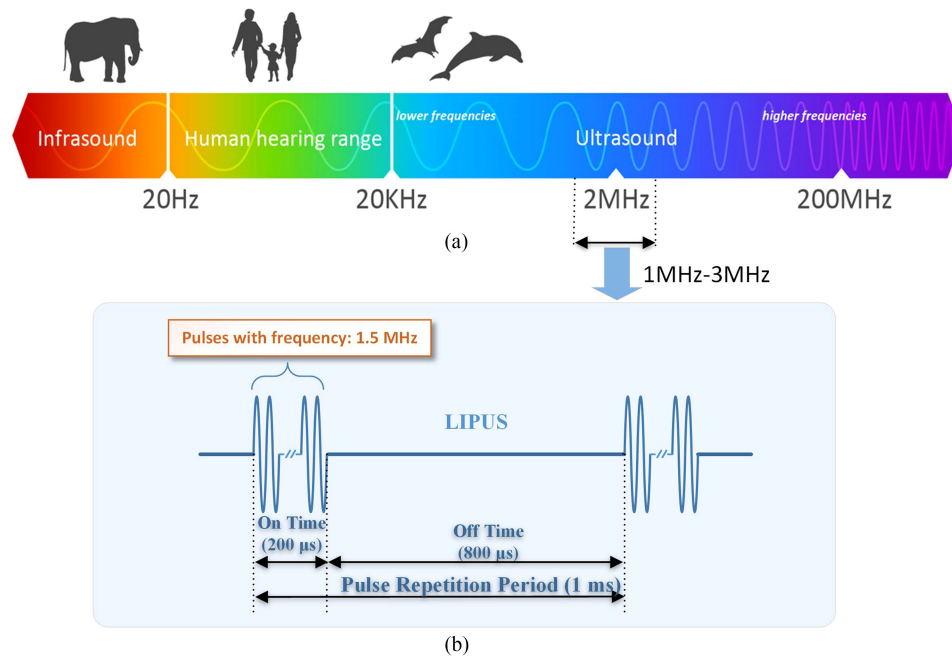 lower frequencies
higher frequencies
Infrasound
Human hearing range
Ultrasound
20Hz
20KHz
2MHz
200MHz
(a)
1MHz-3MHz
Pulses with frequency: 1.5 MHz
LIPUS
On Time
(200 µs)
Off Time
(800 µs)
Pulse Repetition Period (1 ms)
(b)